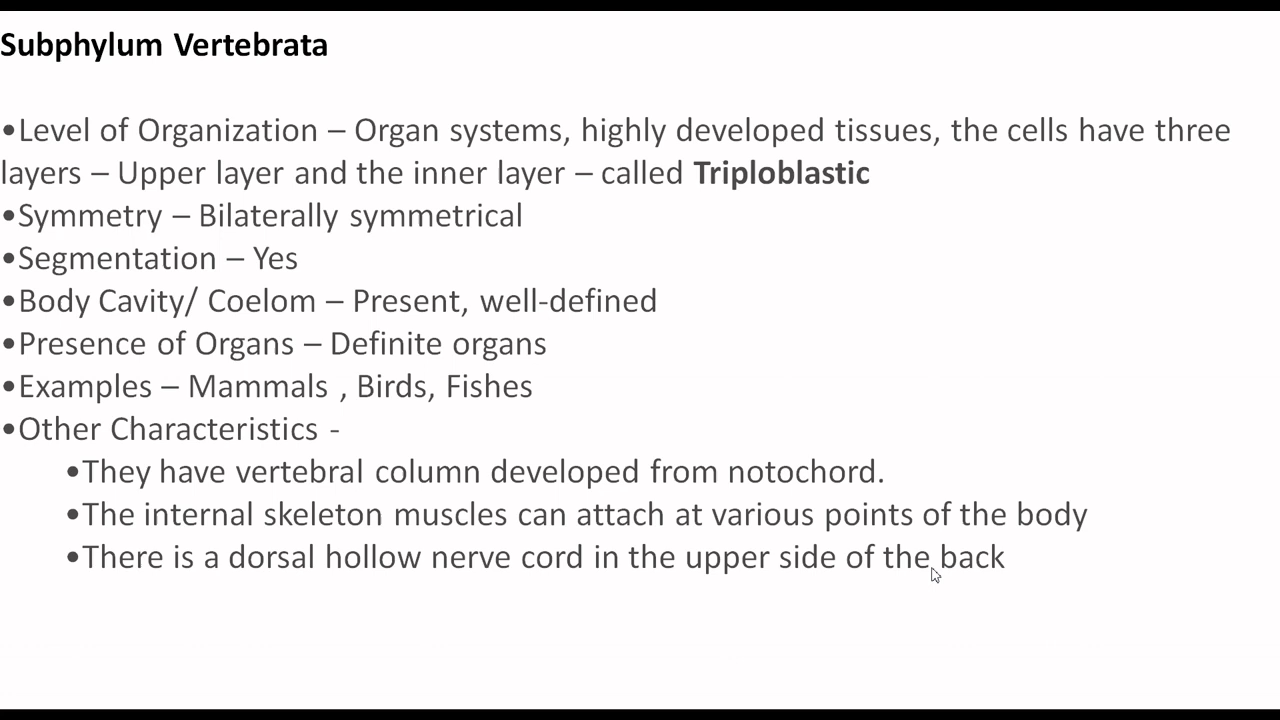 Subphylum Vertebrata
•Level of Organization – Organ systems, highly developed tissues, the cells have three
layers – Upper layer and the inner layer – called Triploblastic
•Symmetry – Bilaterally symmetrical
•Segmentation – Yes
•Body Cavity/ Coelom – Present, well-defined
•Presence of Organs – Definite organs
•Examples – Mammals , Birds, Fishes
•Other Characteristics -
•They have vertebral column developed from notochord.
•The internal skeleton muscles can attach at various points of the body
•There is a dorsal hollow nerve cord in the upper side of the back